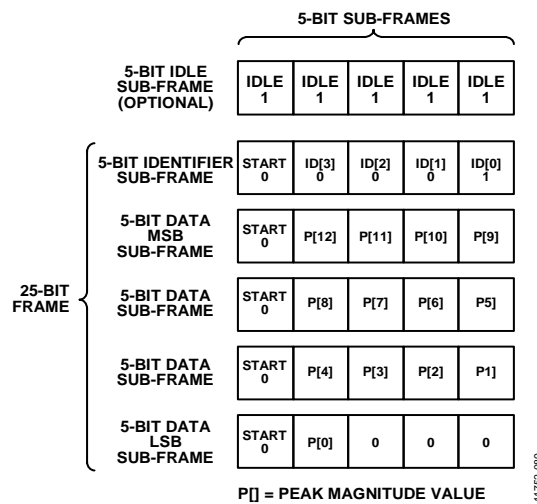 5-BIT SUB-FRAMES
5-BIT IDLE
SUB-FRAME
(OPTIONAL)
IDLE
1
IDLE
1
IDLE
1
IDLE
1
IDLE
1
25-BIT
FRAME
5-BIT IDENTIFIER
SUB-FRAME
START
0
ID[3]
0
ID[2]
0
ID[1]
0
ID[0]
1
5-BIT DATA
MSB
SUB-FRAME
START
0
P[12]
P[11]
P[10]
P[9]
5-BIT DATA
SUB-FRAME
START
0
P[8]
P[7]
P[6]
P5]
5-BIT DATA
SUB-FRAME
START
0
P[4]
P[3]
P[2]
P1]
5-BIT DATA
LSB
SUB-FRAME
START
0
P[0]
0
0
0
P[] = PEAK MAGNITUDE VALUE